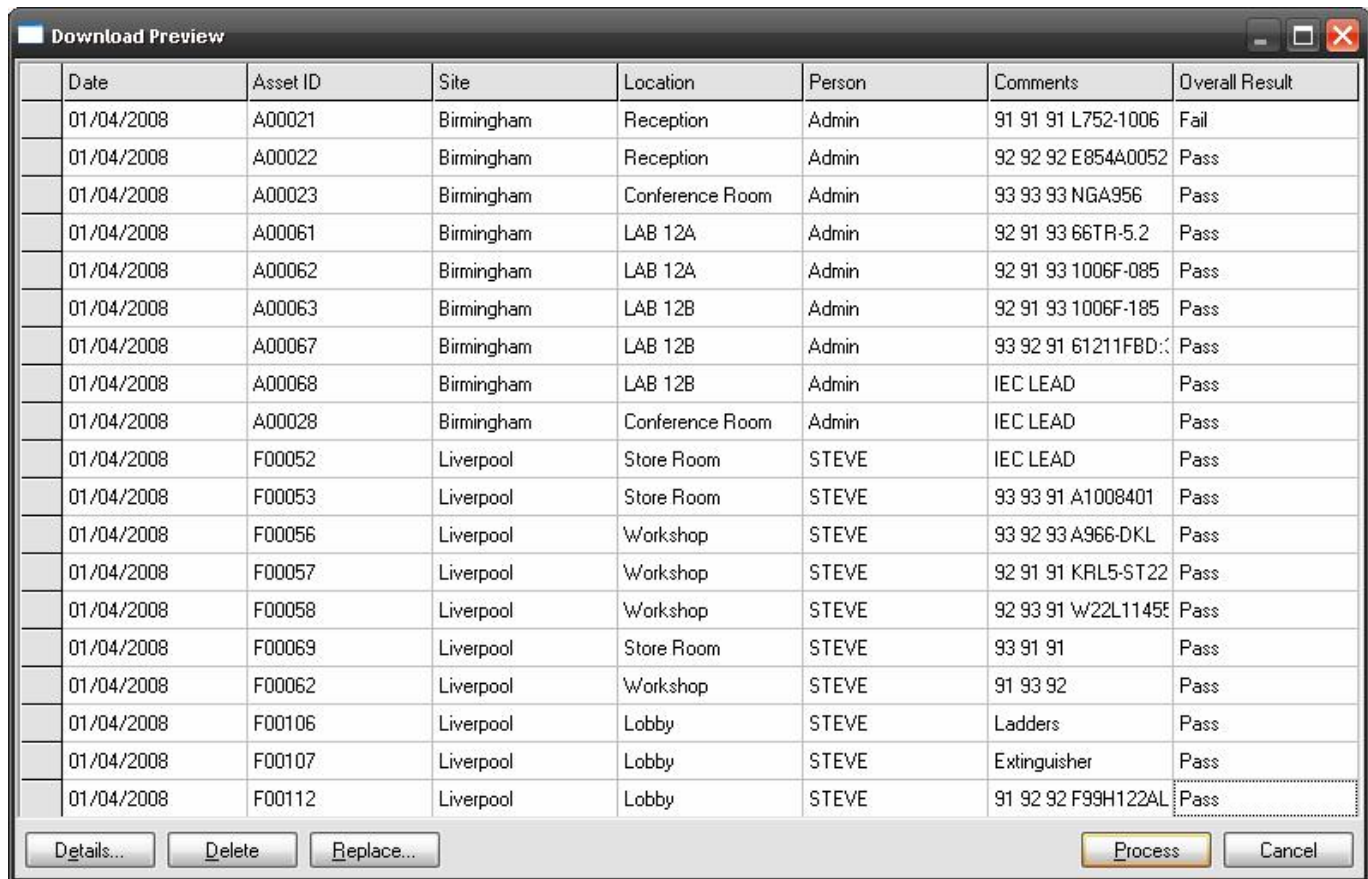 Download Preview
Date Asset ID Site Location Person Comments Overall Result
01/04/2008 A00021 Birmingham Reception Admin 91 91 91 L752-1006 Fail
01/04/2008 A00022 Birmingham Reception Admin 92 92 92 E854A0052 Pass
01/04/2008 A00023 Birmingham Conference Room Admin 93 93 93 NGA956 Pass
01/04/2008 A00061 Birmingham LAB 12A Admin 92 91 93 66TR-5.2 Pass
01/04/2008 A00062 Birmingham LAB 12A Admin 92 91 93 1006F-085 Pass
01/04/2008 A00063 Birmingham LAB 12B Admin 92 91 93 1006F-185 Pass
01/04/2008 A00067 Birmingham LAB 12B Admin 93 92 91 61211FBD: Pass
01/04/2008 A00068 Birmingham LAB 12B Admin IEC LEAD Pass
01/04/2008 A00028 Birmingham Conference Room Admin IEC LEAD Pass
01/04/2008 F00052 Liverpool Store Room STEVE IEC LEAD Pass
01/04/2008 F00053 Liverpool Store Room STEVE 93 93 91 A1008401 Pass
01/04/2008 F00056 Liverpool Workshop STEVE 93 92 93 A966-DKL Pass
01/04/2008 F00057 Liverpool Workshop STEVE 92 91 91 KRL5-ST22 Pass
01/04/2008 F00058 Liverpool Workshop STEVE 92 93 91 W22L11455 Pass
01/04/2008 F00069 Liverpool Store Room STEVE 93 91 91 Pass
01/04/2008 F00062 Liverpool Workshop STEVE 91 93 92 Pass
01/04/2008 F00106 Liverpool Lobby STEVE Ladders Pass
01/04/2008 F00107 Liverpool Lobby STEVE Extinguisher Pass
01/04/2008 F00112 Liverpool Lobby STEVE 91 92 92 F99H122AL Pass
Details... Delete Replace... Process Cancel